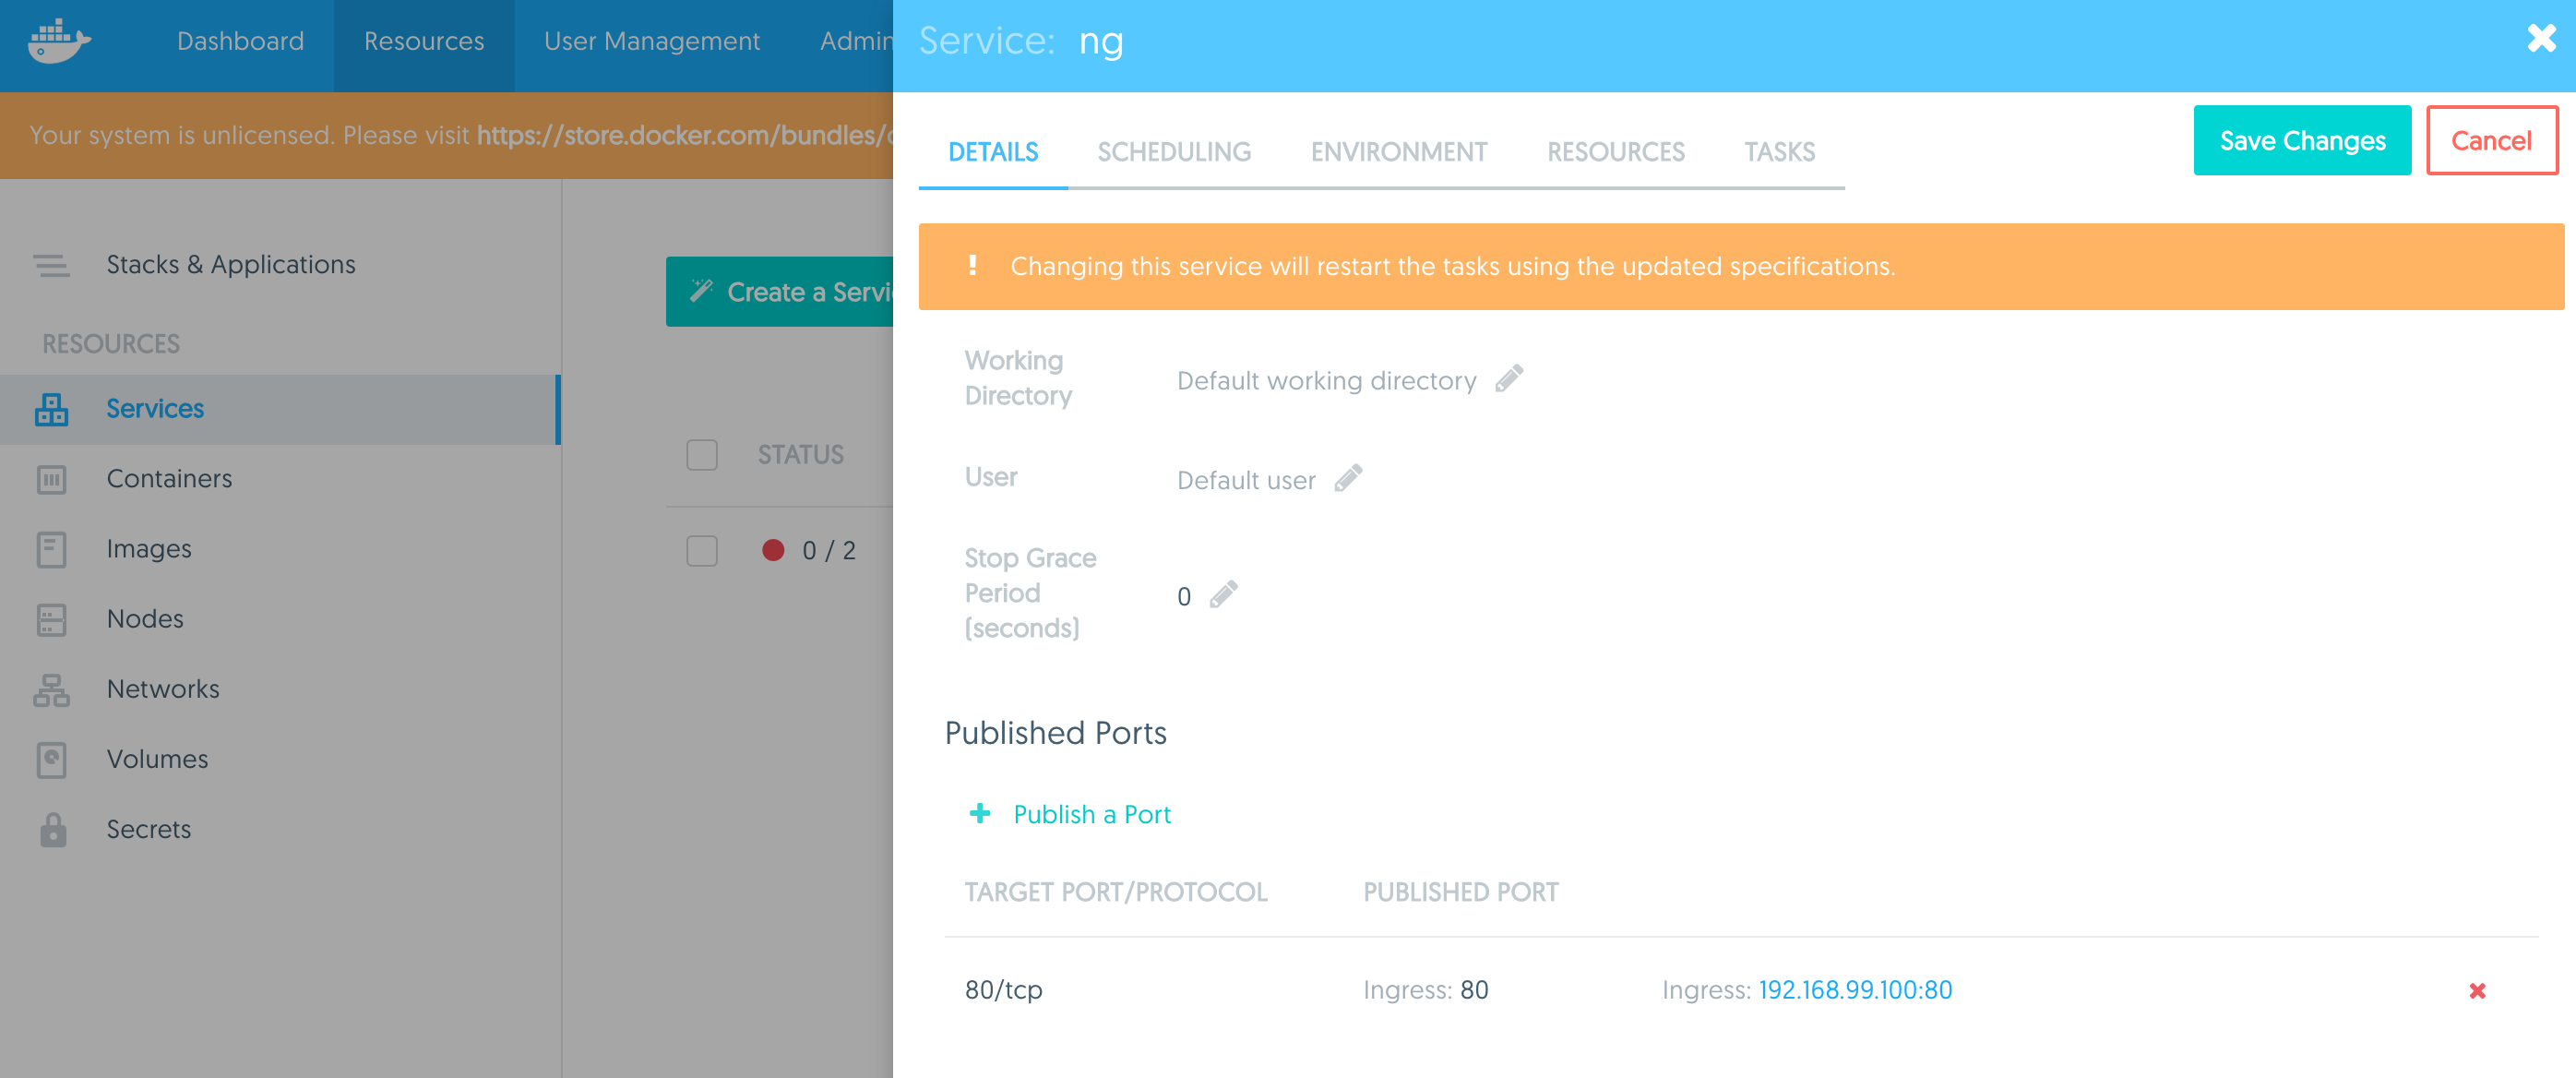 Dashboard Resources User Management Admin
Your system is unlicensed. Please visit https://store.docker.com/bundles/
Stacks & Applications
RESOURCES
Services
Containers
Images
Nodes
Networks
Volumes
Secrets
Create a Servi
STATUS
0 / 2
Service: ng
DETAILS SCHEDULING ENVIRONMENT RESOURCES TASKS
Save Changes Cancel
! Changing this service will restart the tasks using the updated specifications.
Working
Directory
Default working directory
User
Default user
Stop Grace
Period
(seconds)
0
Published Ports
+ Publish a Port
TARGET PORT/PROTOCOL PUBLISHED PORT
80/tcp Ingress: 80 Ingress: 192.168.99.100:80